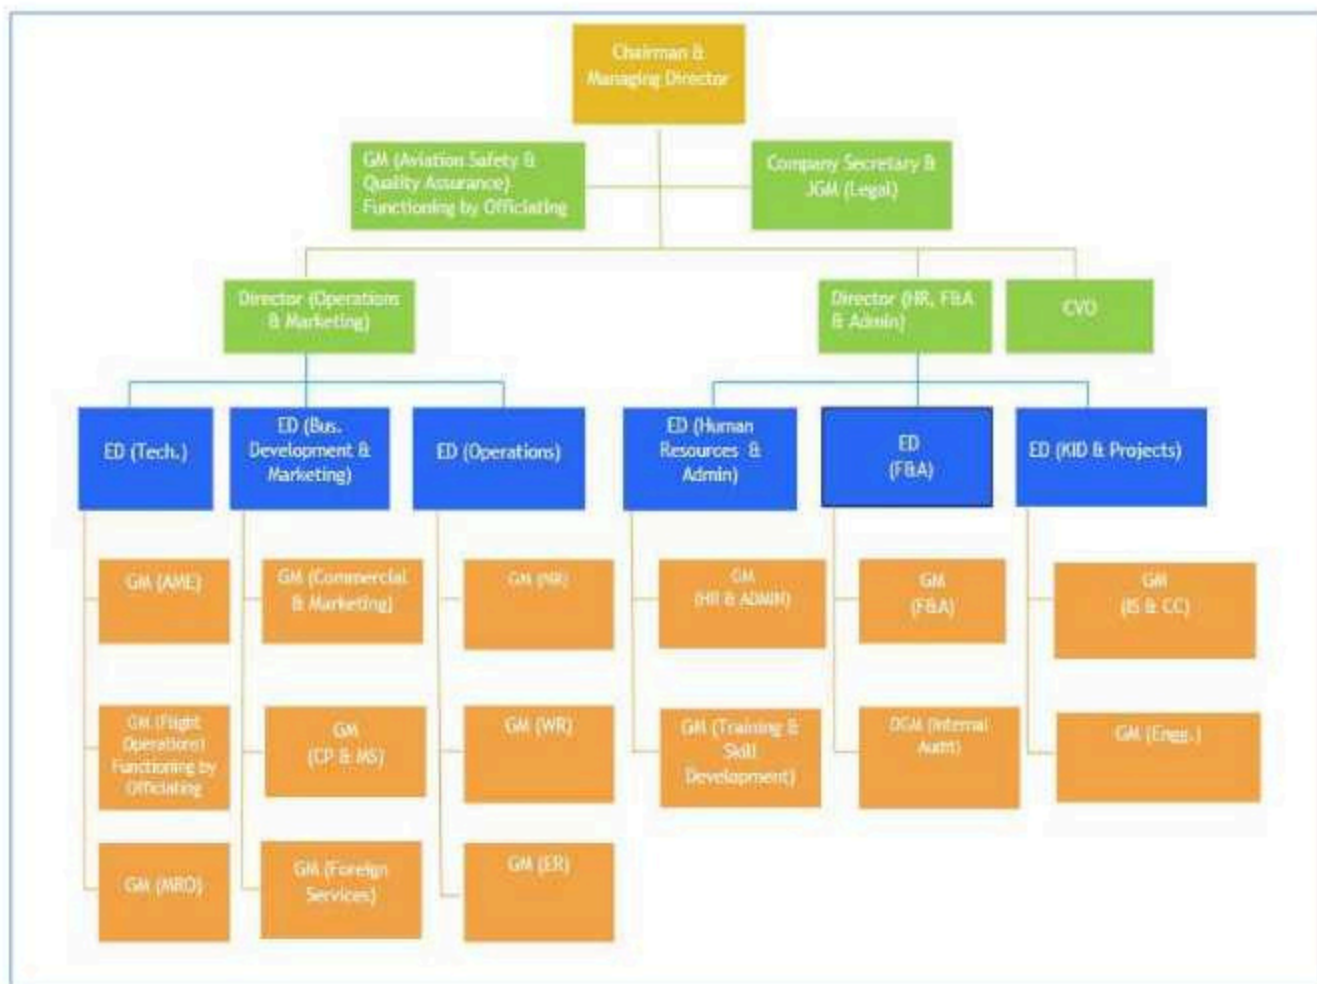 Chairman &
Managing Director
GM (Aviation Safety &
Quality Assurance)
Functioning by Officiating
Company Secretary &
JGM (Legal)
Director (Operations
& Marketing)
Director (HR, F&A
& Admin)
CVO
ED (Tech.)
ED (Bus.
Development &
Marketing)
ED (Operations)
ED (Human
Resources &
Admin)
ED
(F&A)
ED (KID & Projects)
GM (AME)
GM (Commercial
& Marketing)
GM (NR)
GM
(HR & ADMIN)
GM
(F&A)
GM
(IS & CC)
GM (Flight
Operations)
Functioning by
Officiating
GM
(CP & MS)
GM (WR)
GM (Training &
Skill
Development)
DGM (Internal
Audit)
GM (Engg.)
GM (MRO)
GM (Foreign
Services)
GM (ER)